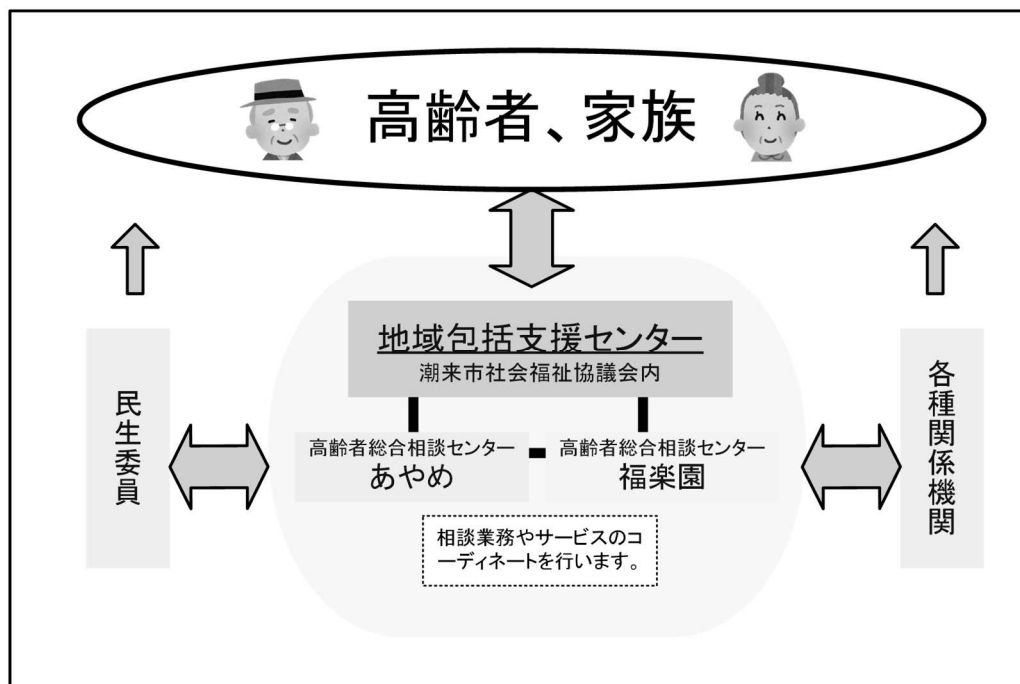 高齢者、家族
地域包括支援センター
潮来市社会福祉協議会内
民生委員
各種関係機関
高齢者総合相談センター
あやめ
高齢者総合相談センター
福楽園
相談業務やサービスのコ
ーディネートを行います。